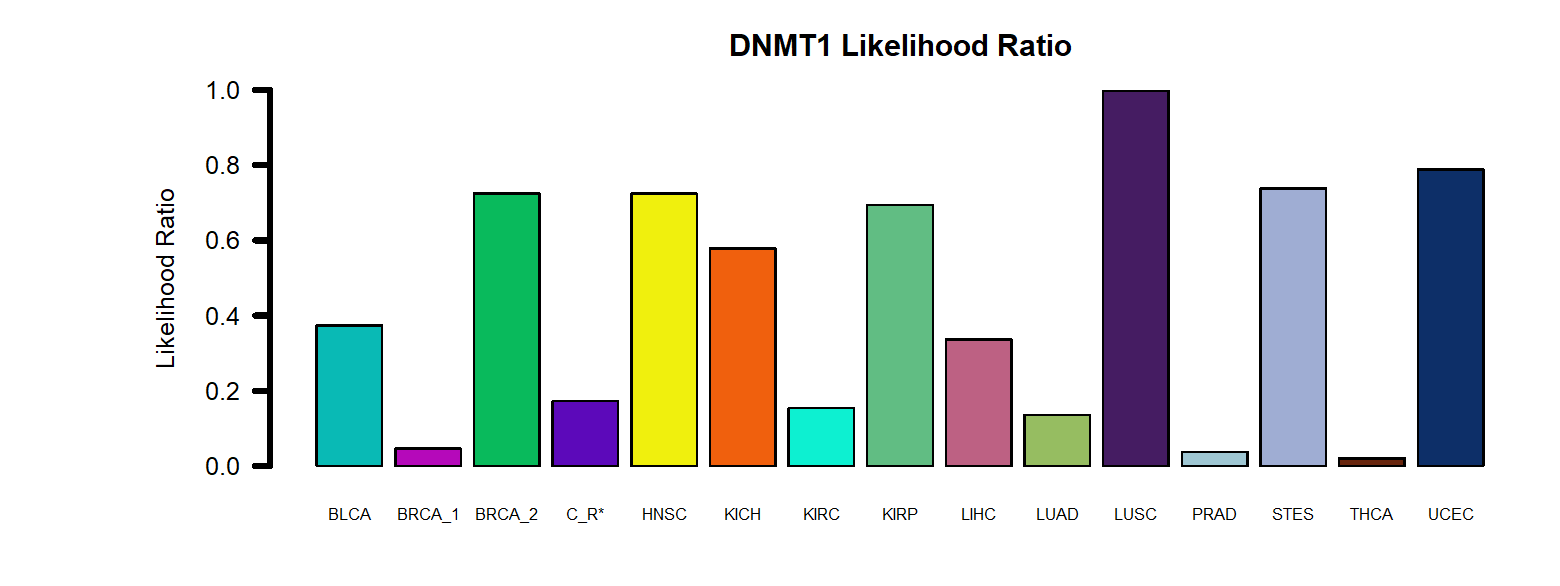 DNMT1 Likelihood Ratio
1.0
0.8
0.6
0.4
0.2
0.0
Likelihood Ratio
BLCA BRCA_1 BRCA_2 C_R* HNSC KICH KIRC KIRP LIHC LUAD LUSC PRAD STES THCA UCEC